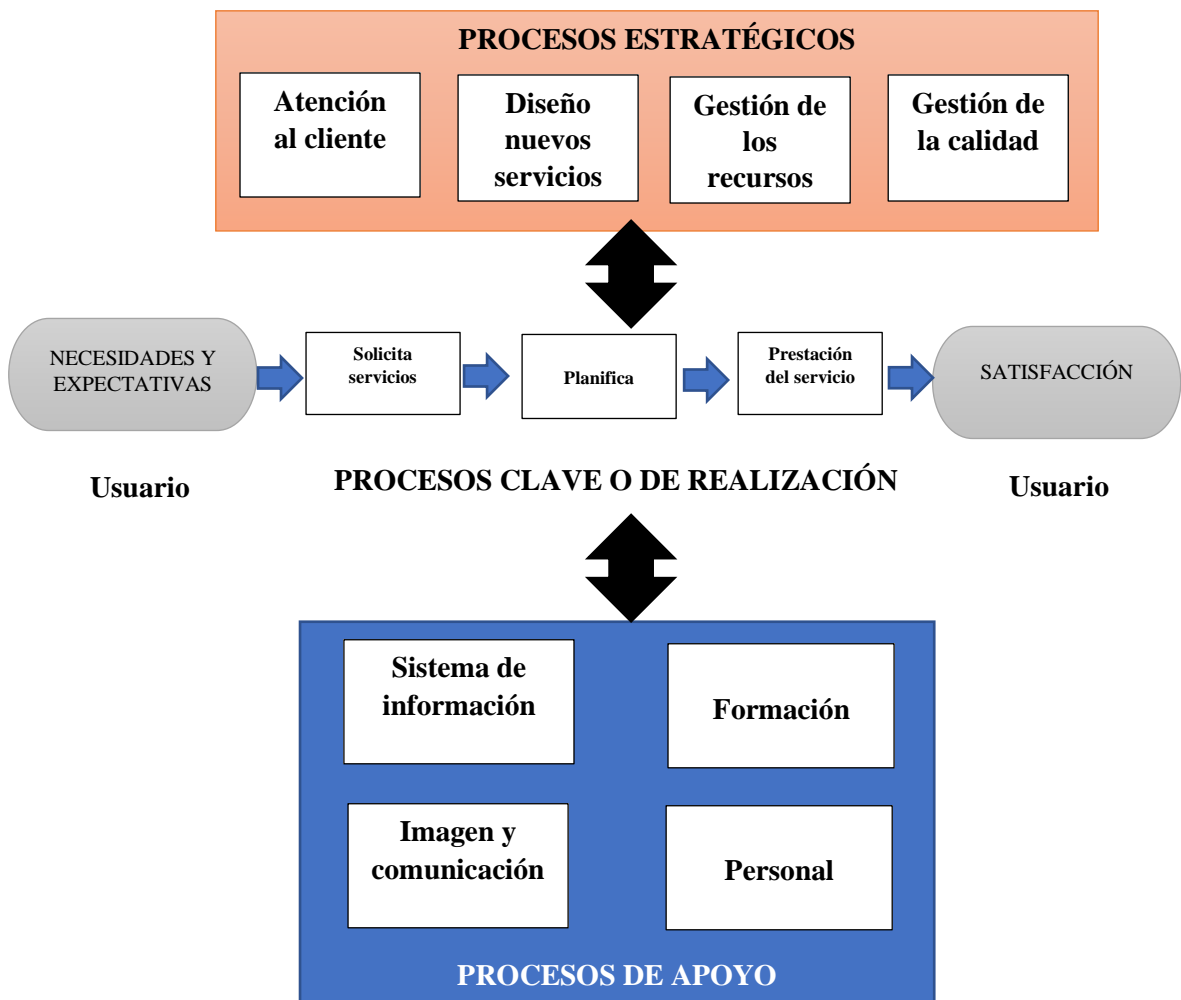 PROCESOS ESTRATÉGICOS
Atención
al cliente
Diseño
nuevos
servicios
Gestión de
los
recursos
Gestión de
la calidad
NECESIDADES Y
EXPECTATIVAS
Solicita
servicios
Planifica
Prestación
del servicio
SATISFACCIÓN
Usuario
PROCESOS CLAVE O DE REALIZACIÓN
Usuario
Sistema de
información
Formación
Imagen y
comunicación
Personal
PROCESOS DE APOYO